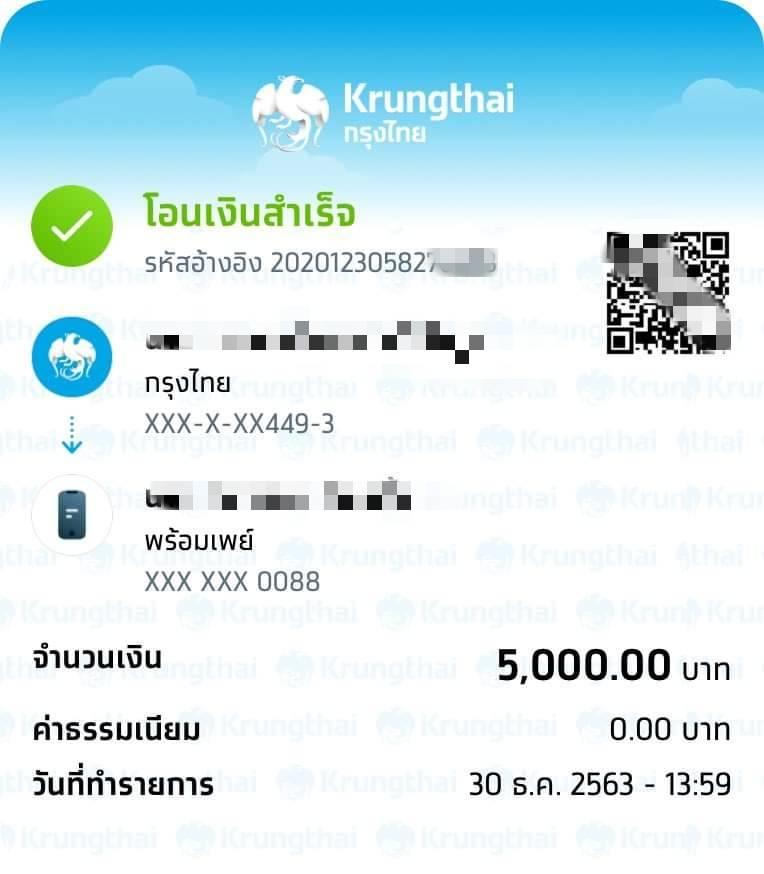 Krungthai
กรุงไทย
โอนเงินสำเร็จ
รหัสอ้างอิง 20201230582
กรุงไทย
XXX-X-XX449-3
พร้อมเพย์
XXX XXX 0088
จำนวนเงิน 5,000.00 บาท
ค่าธรรมเนียม 0.00 บาท
วันที่ทำรายการ 30 ธ.ค. 2563 - 13:59